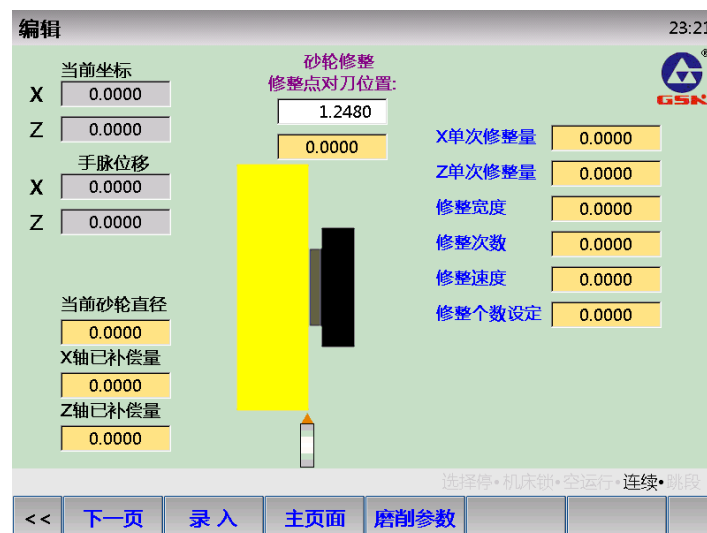 编辑
23:21
当前坐标
X 0.0000
Z 0.0000
手脉位移
X 0.0000
Z 0.0000
当前砂轮直径
0.0000
X轴已补偿量
0.0000
Z轴已补偿量
0.0000
砂轮修整
修整点对刀位置:
1.2480
0.0000
GSK
®
X单次修整量 0.0000
Z单次修整量 0.0000
修整宽度 0.0000
修整次数 0.0000
修整速度 0.0000
修整个数设定 0.0000
选择停•机床锁•空运行•连续•跳段
<< 下一页 录入 主页面 磨削参数